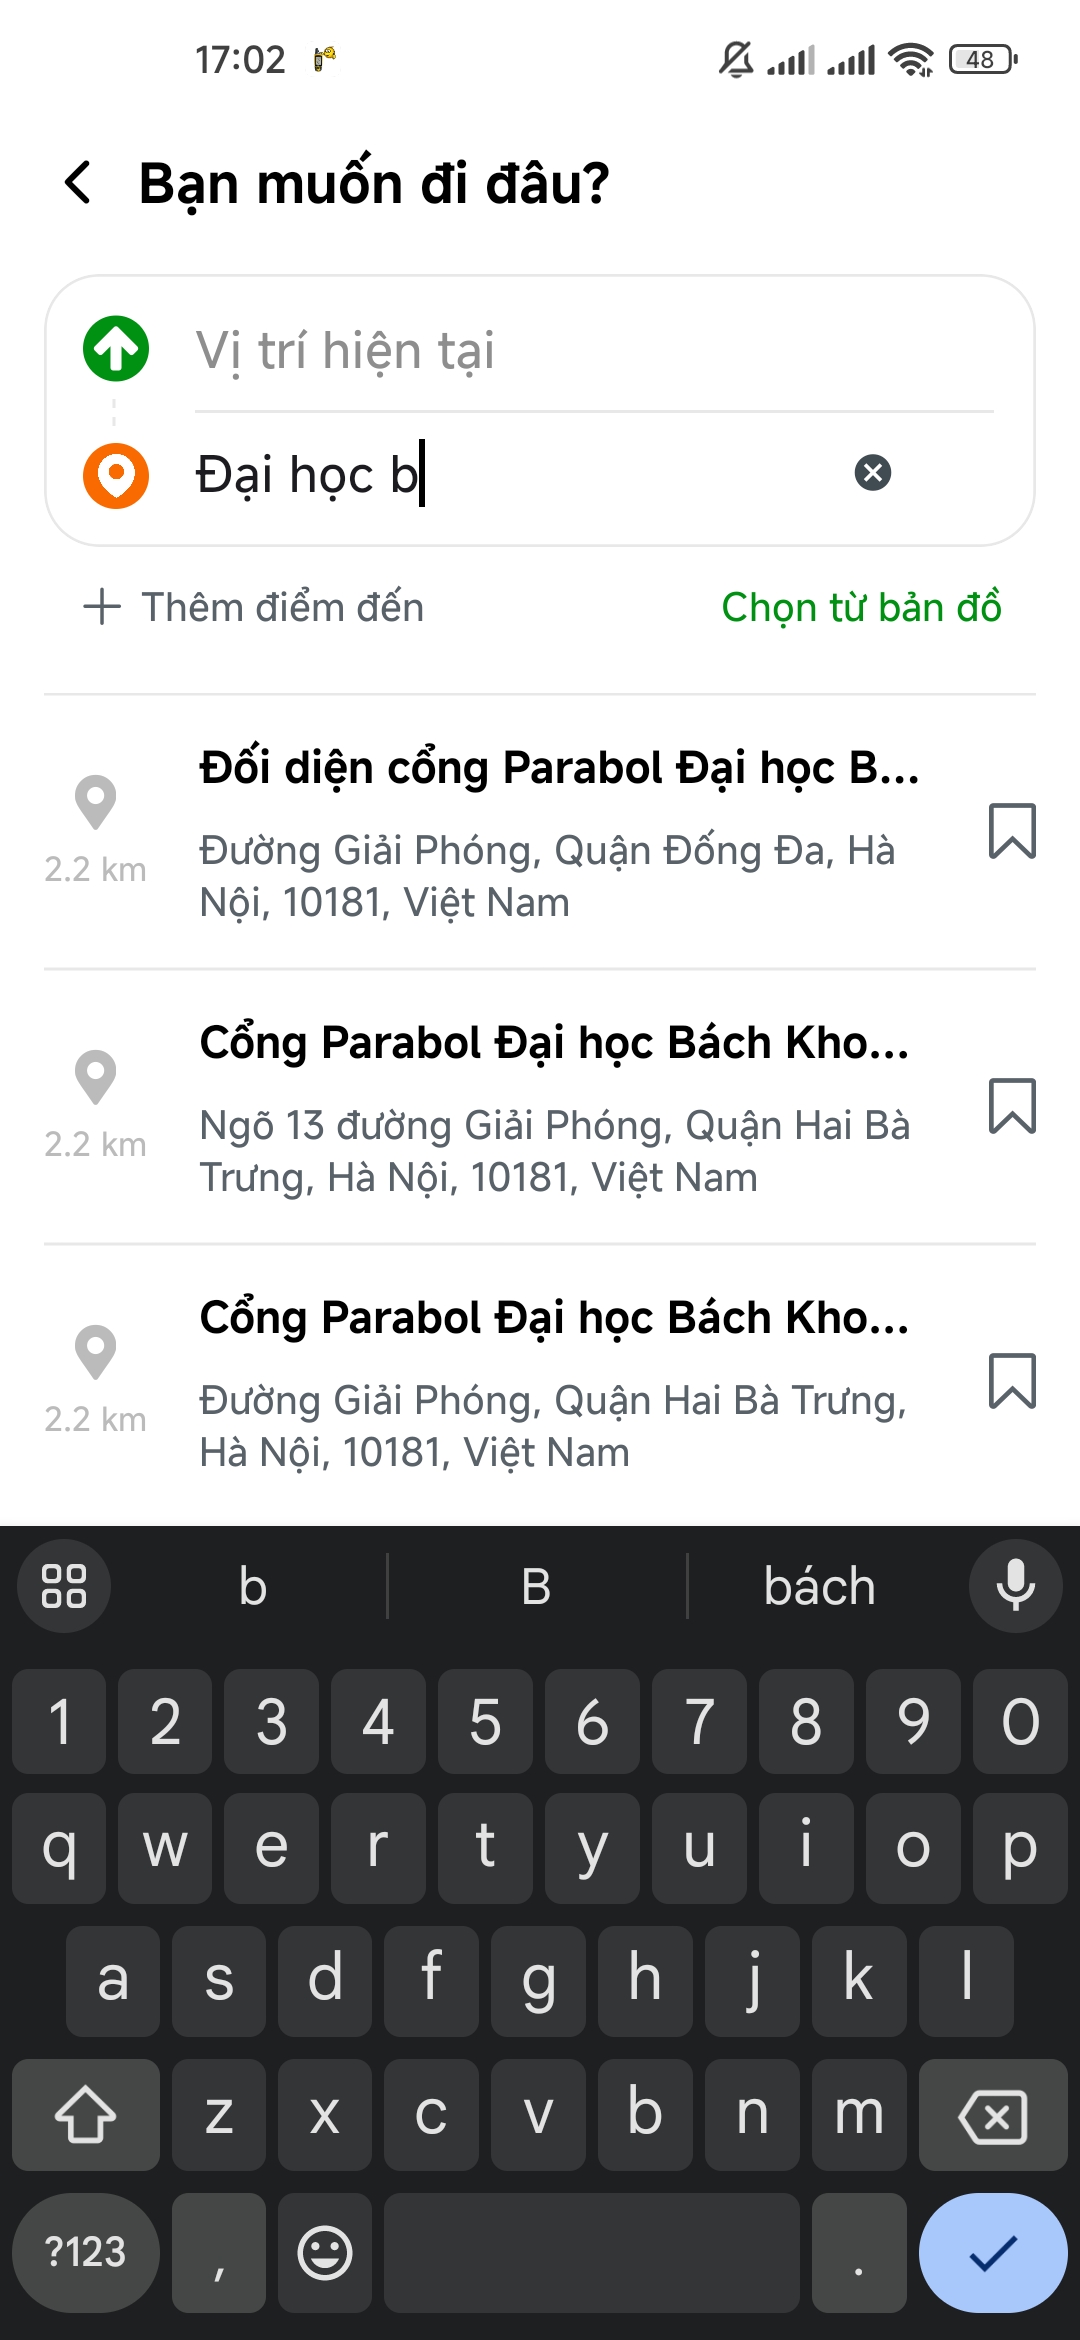 17:02
48
Bạn muốn đi đâu?
Vị trí hiện tại
Đại học b
Thêm điểm đến
Chọn từ bản đồ
Đối diện cổng Parabol Đại học B...
Đường Giải Phóng, Quận Đống Đa, Hà
Nội, 10181, Việt Nam
2.2 km
Cổng Parabol Đại học Bách Kho...
Ngõ 13 đường Giải Phóng, Quận Hai Bà
Trưng, Hà Nội, 10181, Việt Nam
2.2 km
Cổng Parabol Đại học Bách Kho...
Đường Giải Phóng, Quận Hai Bà Trưng,
Hà Nội, 10181, Việt Nam
2.2 km
b B bách
1 2 3 4 5 6 7 8 9 0
q w e r t y u i o p
a s d f g h j k l
z x c v b n m
?123 , .